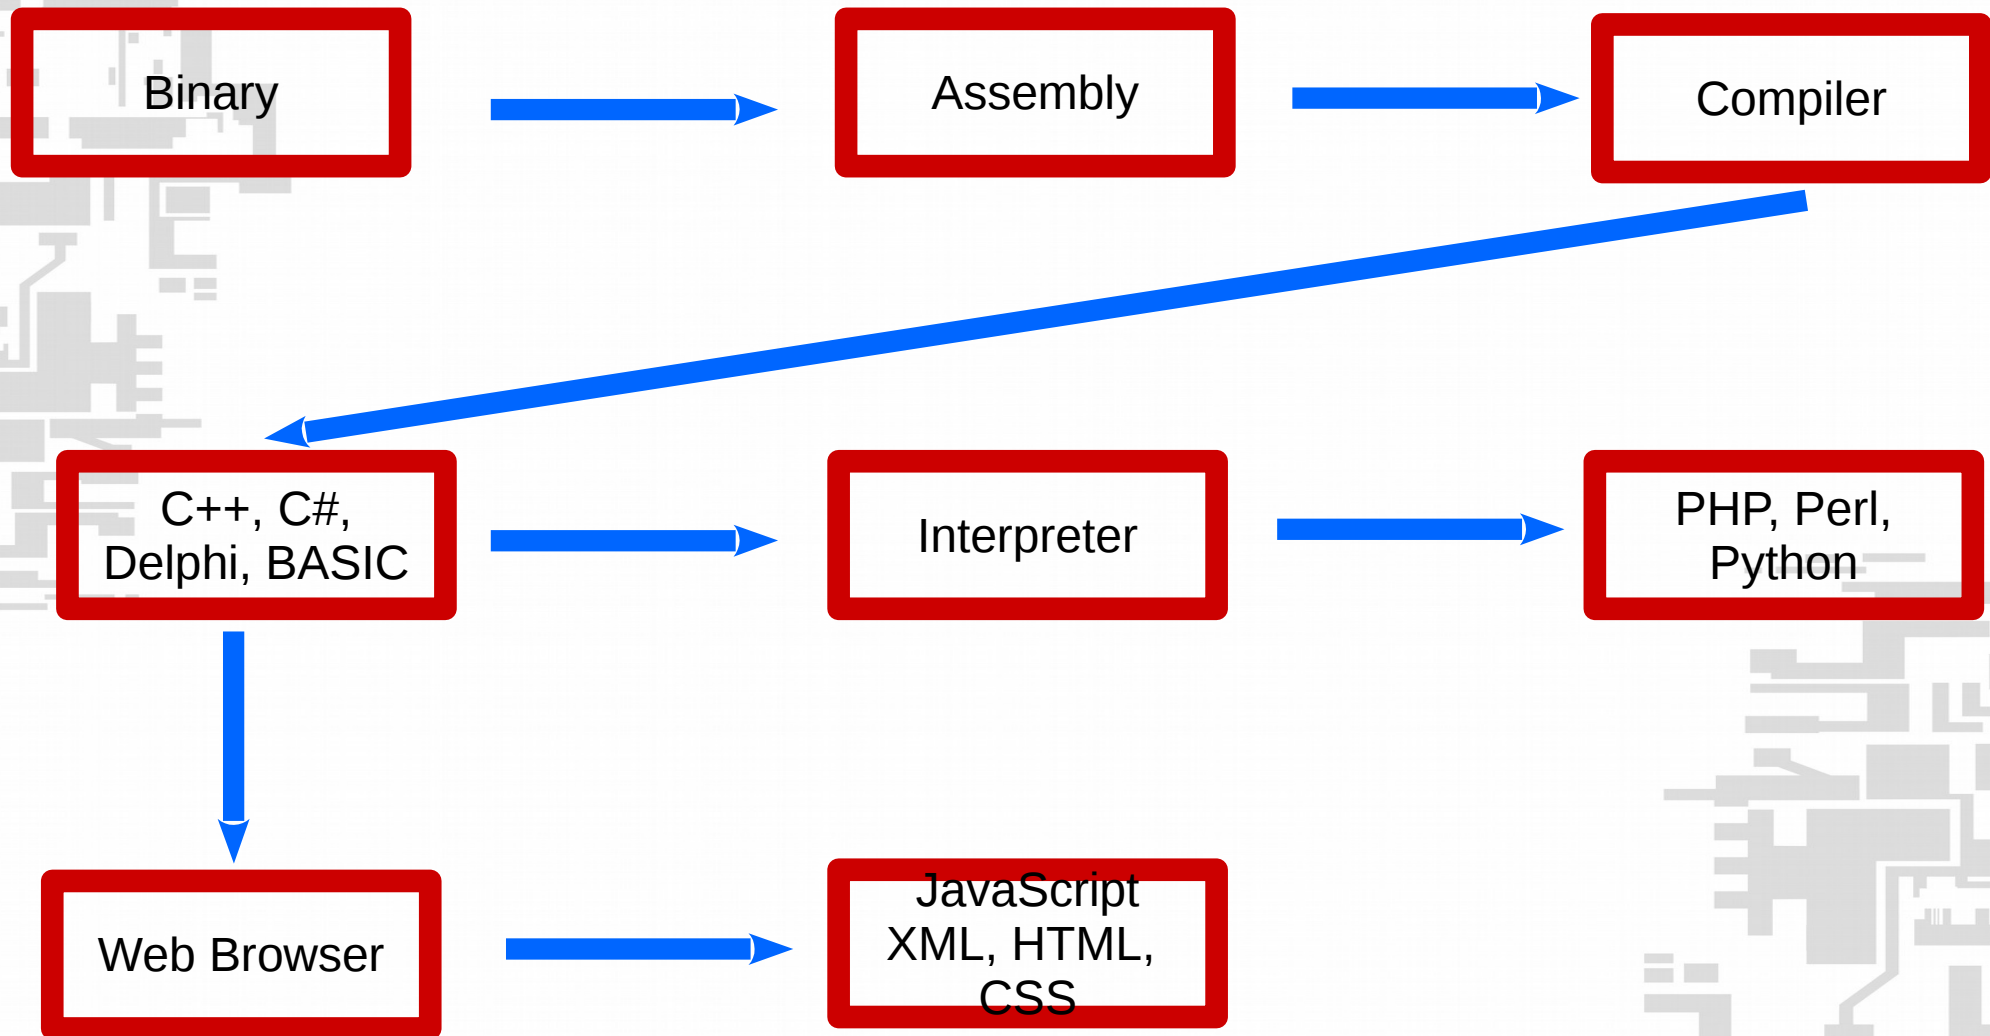 Binary
Assembly
Compiler
C++, C#,
Delphi, BASIC
Interpreter
PHP, Perl,
Python
Web Browser
JavaScript
XML, HTML,
CSS